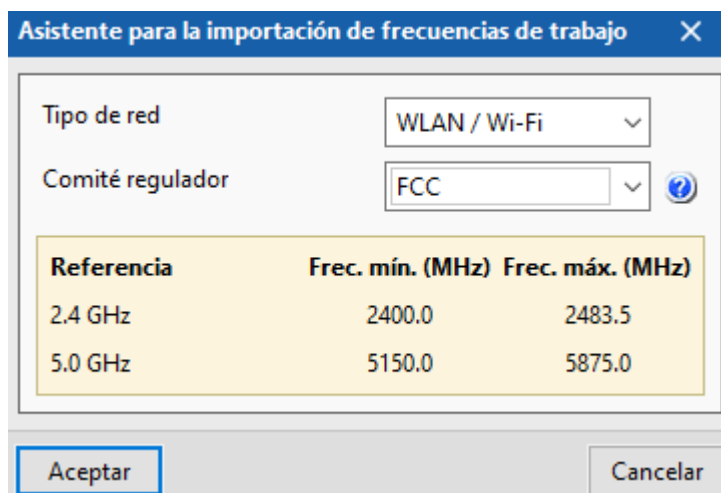 Asistente para la importación de frecuencias de trabajo
Tipo de red WLAN / Wi-Fi
Comité regulador FCC
Referencia Frec. mín. (MHz) Frec. máx. (MHz)
2.4 GHz 2400.0 2483.5
5.0 GHz 5150.0 5875.0
Aceptar Cancelar